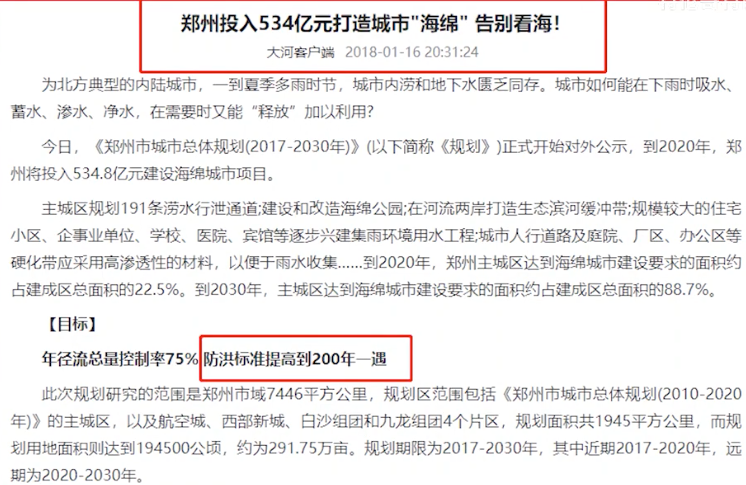 郑州投入534亿元打造城市"海绵" 告别看海！
大河客户端 2018-01-16 20:31:24
为北方典型的内陆城市，一到夏季多雨时节，城市内涝和地下水匮乏同存。城市如何能在下雨时吸水、
蓄水、渗水、净水，在需要时又能“释放”加以利用？
今日，《郑州市城市总体规划(2017-2030年)》(以下简称《规划》)正式开始对外公示，到2020年，郑
州将投入534.8亿元建设海绵城市项目。
主城区规划191条涝水行泄通道;建设和改造海绵公园;在河流两岸打造生态滨河缓冲带;规模较大的住宅
小区、企事业单位、学校、医院、宾馆等逐步兴建集雨环境用水工程;城市人行道路及庭院、厂区、办公区等
硬化带应采用高渗透性的材料，以便于雨水收集……到2020年，郑州主城区达到海绵城市建设要求的面积约
占建成区总面积的22.5%。到2030年，主城区达到海绵城市建设要求的面积约占建成区总面积的88.7%。
【目标】
年径流总量控制率75% 防洪标准提高到200年一遇
此次规划研究的范围是郑州市域7446平方公里，规划区范围包括《郑州市城市总体规划(2010-2020
年)》的主城区，以及航空城、西部新城、白沙组团和九龙组团4个片区，规划面积共1945平方公里，而规
划用地面积则达到194500公顷，约为291.75万亩。规划期限为2017-2030年，其中近期2017-2020年，远
期为2020-2030年。